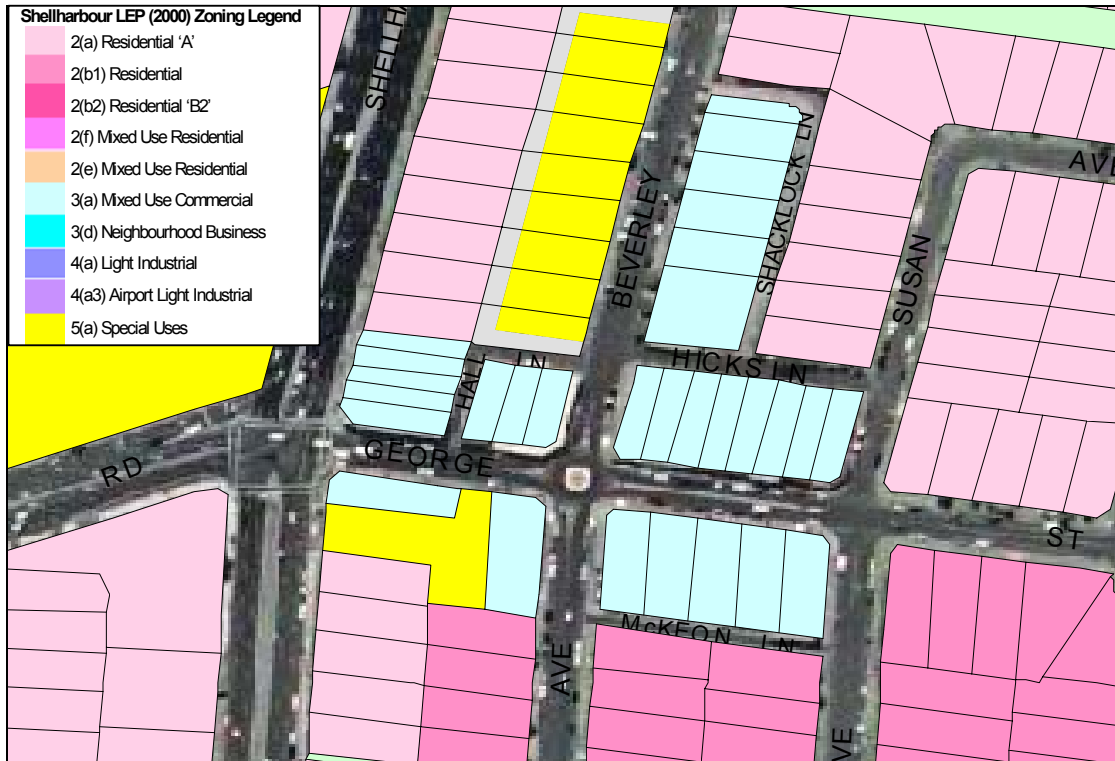 Shellharbour LEP (2000) Zoning Legend
2(a) Residential ‘A’
2(b1) Residential
2(b2) Residential ‘B2’
2(f) Mixed Use Residential
2(e) Mixed Use Residential
3(a) Mixed Use Commercial
3(d) Neighbourhood Business
4(a) Light Industrial
4(a3) Airport Light Industrial
5(a) Special Uses
SHELLHA
BEVERLEY
SHACKLOCK LN
AVE
SUSAN
HALL LN
HICKS LN
GEORGE
RD
ST
McKEON LN
AVE
VE